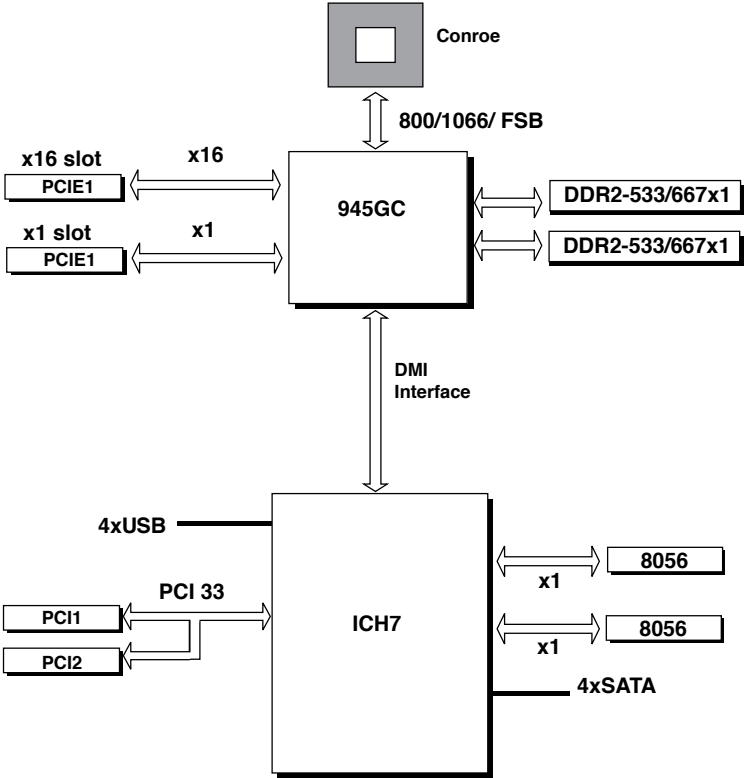 Conroe
800/1066/ FSB
x16 slot
x16
PCIE1
945GC
DDR2-533/667x1
x1 slot
x1
PCIE1
DDR2-533/667x1
DMI
Interface
4xUSB
8056
x1
PCI 33
PCI1
ICH7
8056
x1
PCI2
4xSATA